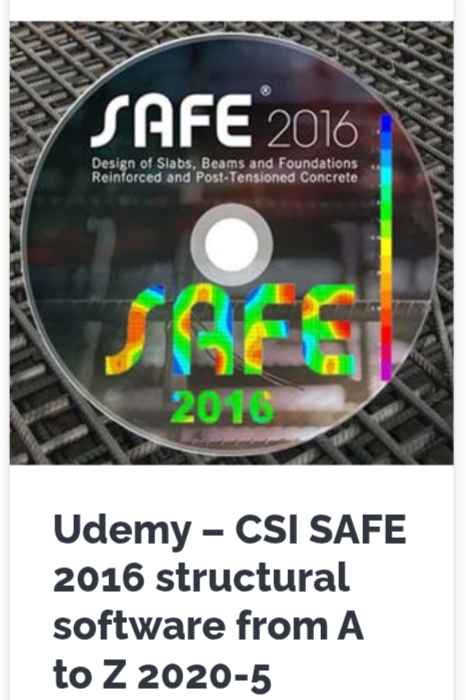 SAFE® 2016
Design of Slabs, Beams and Foundations
Reinforced and Post-Tensioned Concrete
SAFE
2016
Udemy – CSI SAFE
2016 structural
software from A
to Z 2020-5